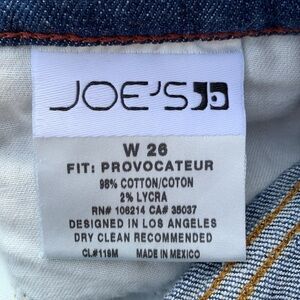 JOE'S
W 26
FIT: PROVOCATEUR
98% COTTON/COTON
2% LYCRA
RN# 106214 CA# 35037
DESIGNED IN LOS ANGELES
DRY CLEAN RECOMMENDED
CL#119M MADE IN MEXICO